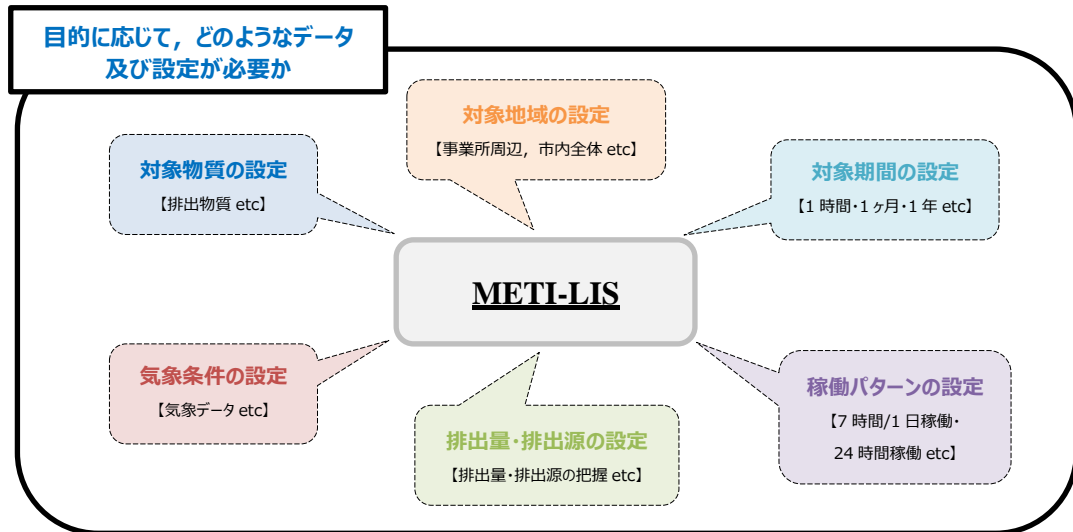 目的に応じて，どのようなデータ
及び設定が必要か
対象地域の設定
【事業所周辺，市内全体 etc】
対象物質の設定
【排出物質 etc】
対象期間の設定
【1 時間・1 ヶ月・1 年 etc】
METI-LIS
気象条件の設定
【気象データ etc】
排出量・排出源の設定
【排出量・排出源の把握 etc】
稼働パターンの設定
【7 時間/1 日稼働・
24 時間稼働 etc】